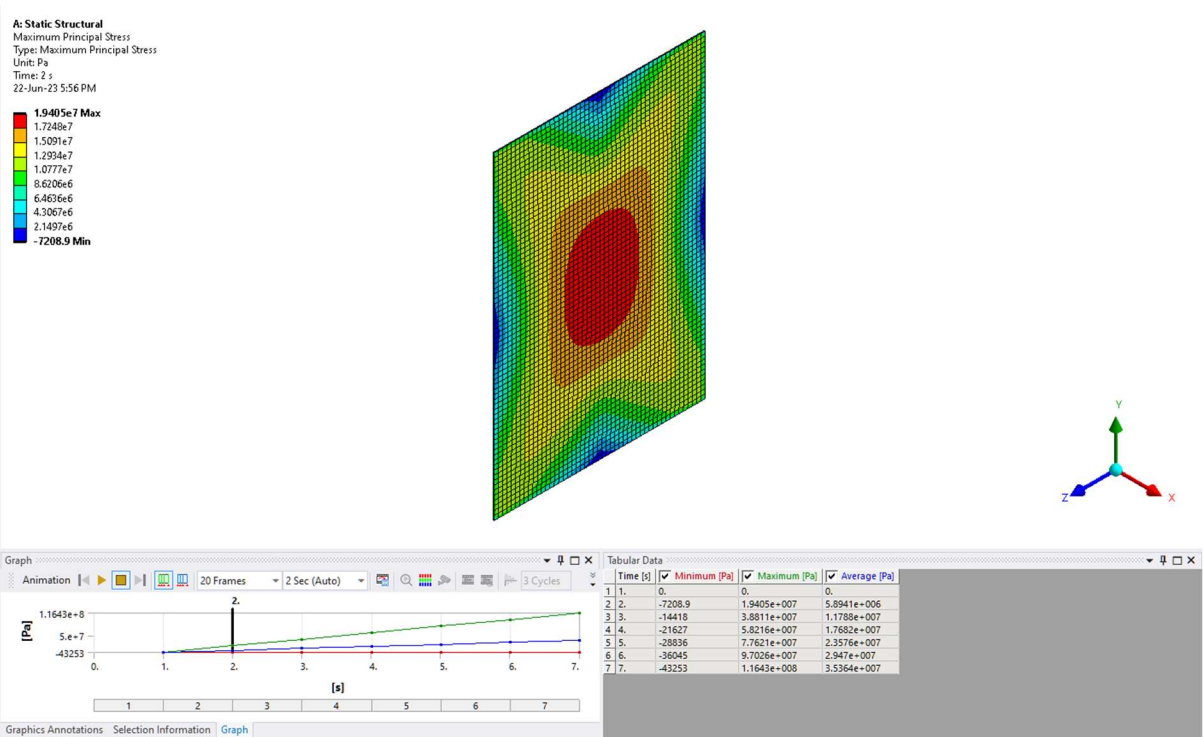 A: Static Structural
Maximum Principal Stress
Type: Maximum Principal Stress
Unit: Pa
Time: 2 s
22-Jun-23 5:56 PM
1.9405e7 Max
1.7248e7
1.5091e7
1.2934e7
1.0777e7
8.6206e6
6.4636e6
4.3067e6
2.1497e6
-7208.9 Min
Y
Z
X
Graph
Animation 20 Frames 2 Sec (Auto) 3 Cycles
2.
1.1643e+8
5.e+7
-43253
[Pa]
0. 1. 2. 3. 4. 5. 6. 7.
[s]
1 2 3 4 5 6 7
Graphics Annotations Selection Information Graph
Tabular Data
Time [s] Minimum [Pa] Maximum [Pa] Average [Pa]
1 1. 0. 0. 0.
2 2. -7208.9 1.9405e+007 5.8941e+006
3 3. -14418 3.8811e+007 1.1788e+007
4 4. -21627 5.8216e+007 1.7682e+007
5 5. -28836 7.7621e+007 2.3576e+007
6 6. -36045 9.7026e+007 2.947e+007
7 7. -43253 1.1643e+008 3.5364e+007